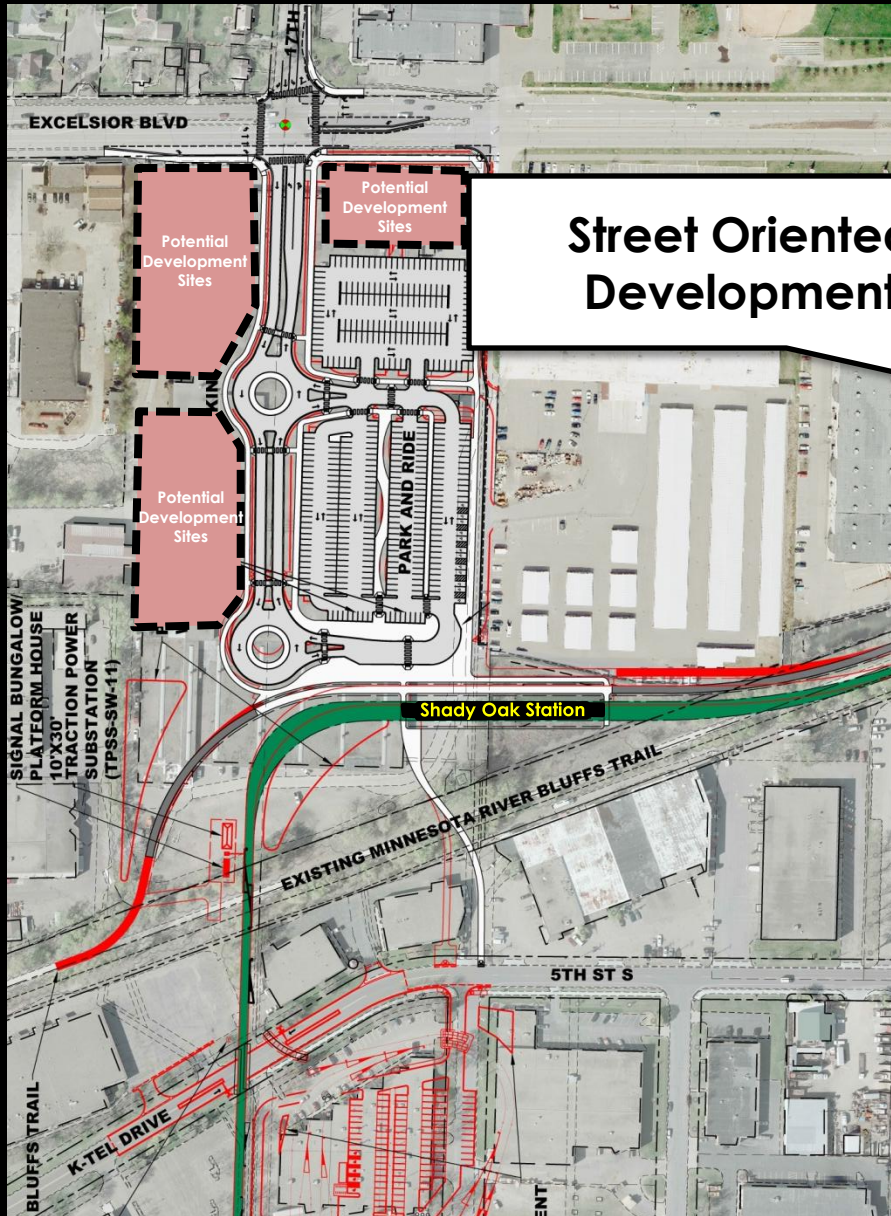 17TH
EXCELSIOR BLVD
Potential
Development
Sites
Potential
Development
Sites
Street Oriented
Development
KIN
Potential
Development
Sites
PARK AND RIDE
SIGNAL BUNGALOW/
PLATFORM HOUSE
10'X30'
TRACTION POWER
SUBSTATION
(TPSS-SW-11)
Shady Oak Station
EXISTING MINNESOTA RIVER BLUFFS TRAIL
5TH ST S
K-TEL DRIVE
BLUFFS TRAIL
ENT